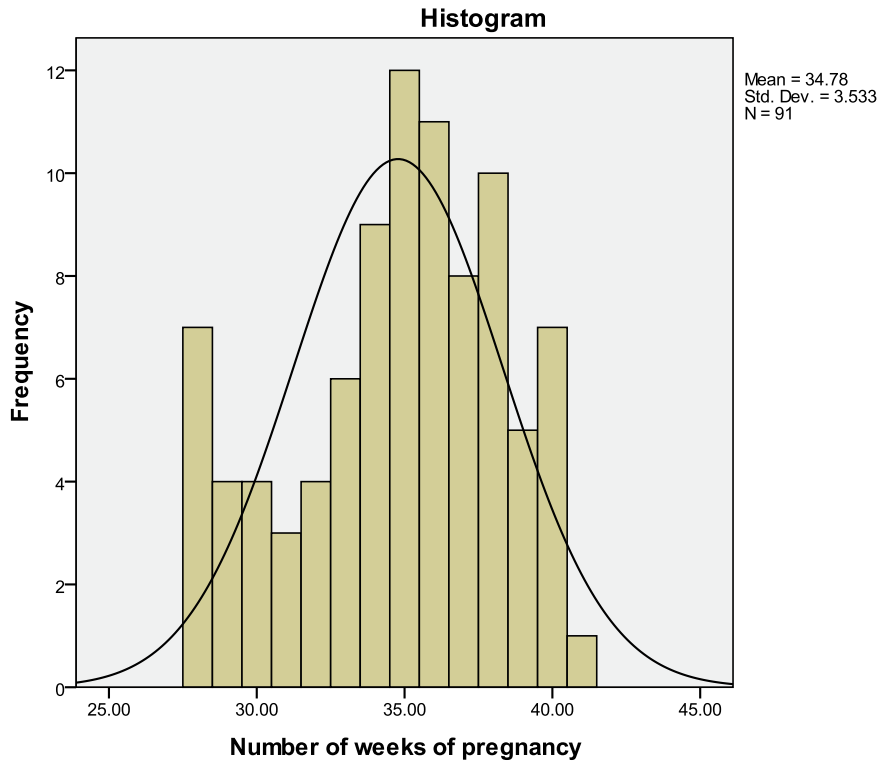 Histogram
Mean = 34.78
Std. Dev. = 3.533
N = 91
12
10
8
6
4
2
0
Frequency
25.00 30.00 35.00 40.00 45.00
Number of weeks of pregnancy